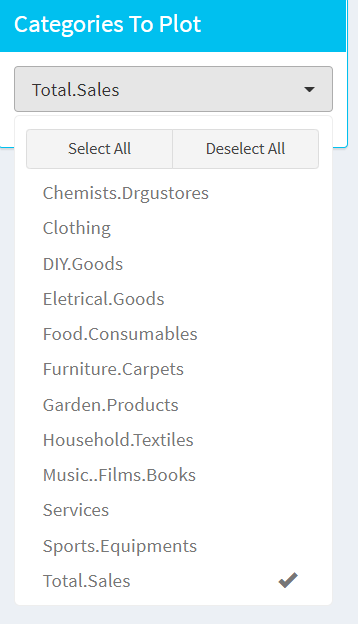 Categories To Plot
Total.Sales
Select All Deselect All
Chemists.Drgustores
Clothing
DIY.Goods
Eletrical.Goods
Food.Consumables
Furniture.Carpets
Garden.Products
Household.Textiles
Music..Films.Books
Services
Sports.Equipments
Total.Sales